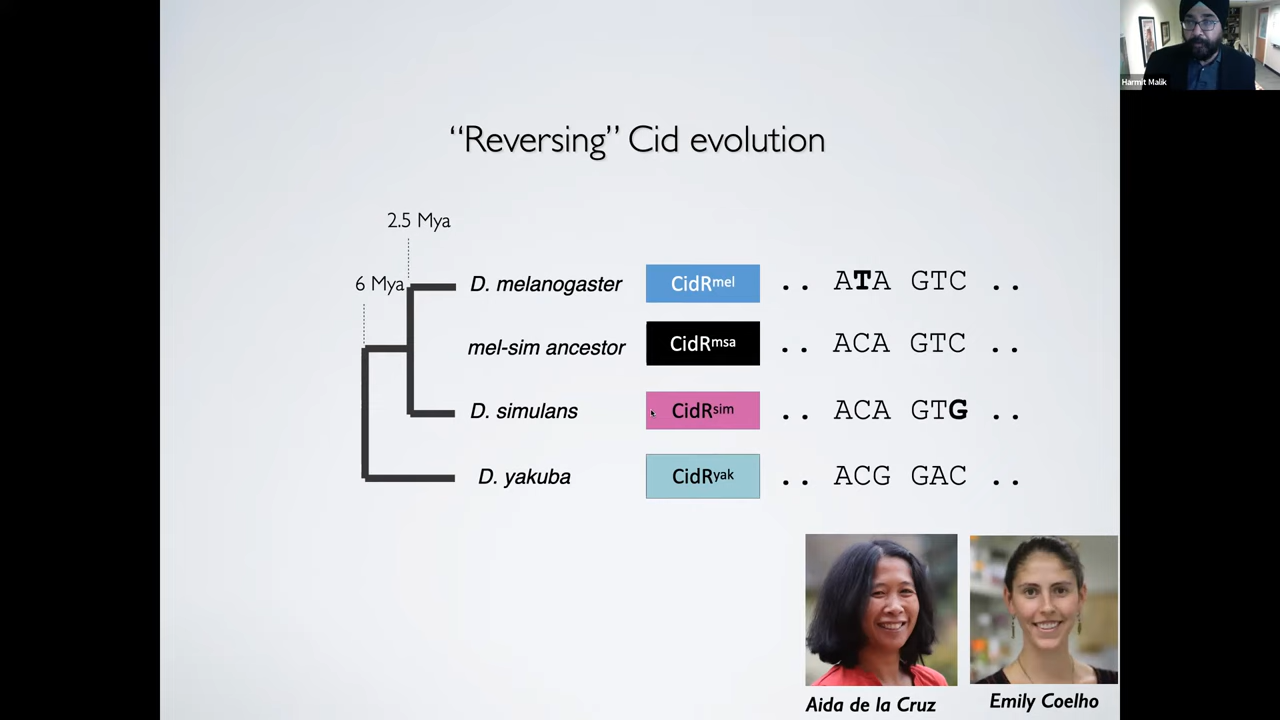 Harmit Malik
“Reversing” Cid evolution
2.5 Mya
6 Mya
D. melanogaster CidRmel .. ATA GTC ..
mel-sim ancestor CidRmsa .. ACA GTC ..
D. simulans CidRsim .. ACA GTG ..
D. yakuba CidRyak .. ACG GAC ..
Aida de la Cruz
Emily Coelho